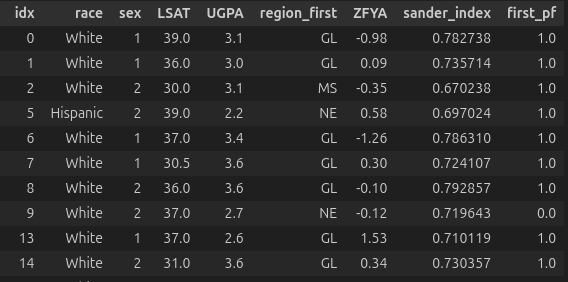 idx race sex LSAT UGPA region_first ZFYA sander_index first_pf
0 White 1 39.0 3.1 GL -0.98 0.782738 1.0
1 White 1 36.0 3.0 GL 0.09 0.735714 1.0
2 White 2 30.0 3.1 MS -0.35 0.670238 1.0
5 Hispanic 2 39.0 2.2 NE 0.58 0.697024 1.0
6 White 1 37.0 3.4 GL -1.26 0.786310 1.0
7 White 1 30.5 3.6 GL 0.30 0.724107 1.0
8 White 2 36.0 3.6 GL -0.10 0.792857 1.0
9 White 2 37.0 2.7 NE -0.12 0.719643 0.0
13 White 1 37.0 2.6 GL 1.53 0.710119 1.0
14 White 2 31.0 3.6 GL 0.34 0.730357 1.0